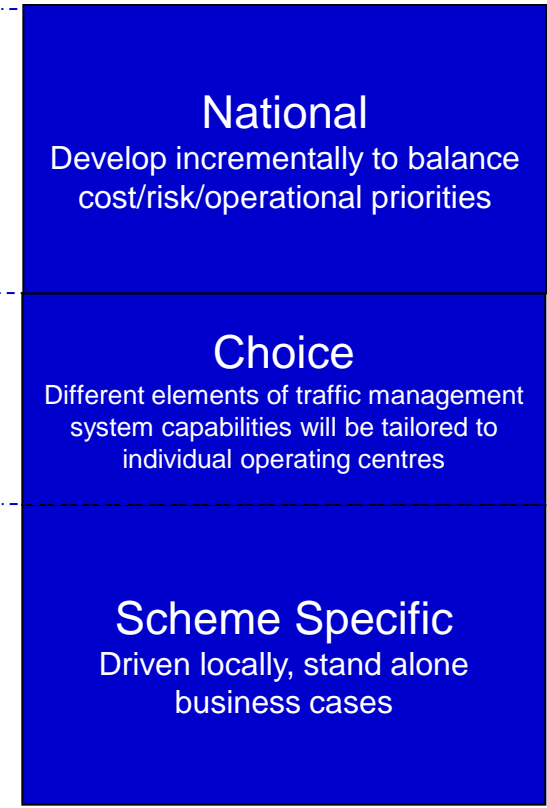 National
Develop incrementally to balance
cost/risk/operational priorities
Choice
Different elements of traffic management
system capabilities will be tailored to
individual operating centres
Scheme Specific
Driven locally, stand alone
business cases